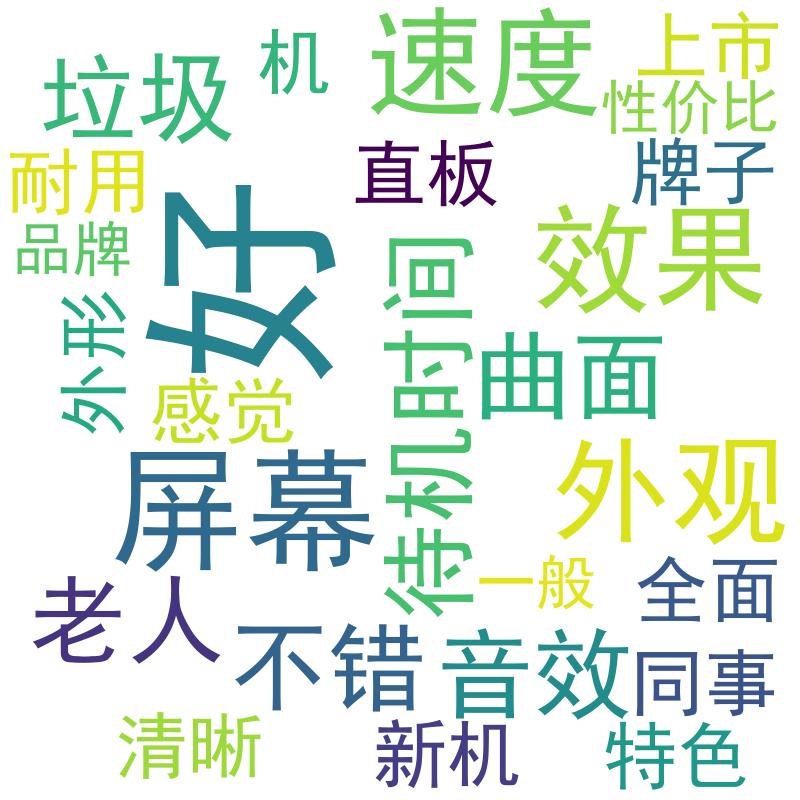 速度
上市
机
垃圾
性价比
直板
牌子
耐用
好
效果
品牌
待机时间
外形
曲面
感觉
外观
屏幕
一般
全面
老人
不错
音效
同事
清晰
新机
特色